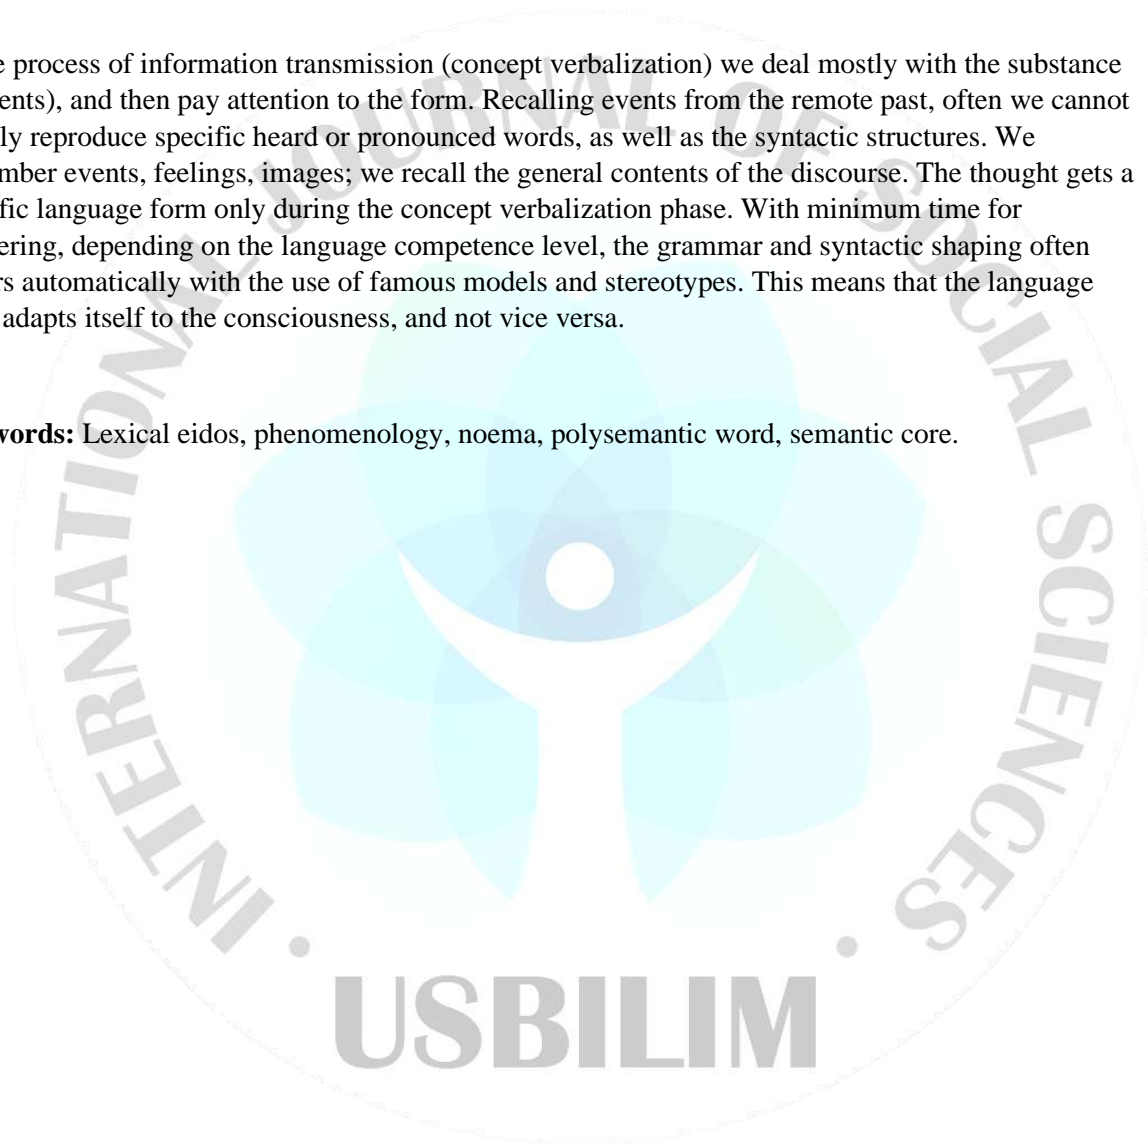 e process of information transmission (concept verbalization) we deal mostly with the substance
ents), and then pay attention to the form. Recalling events from the remote past, often we cannot
ly reproduce specific heard or pronounced words, as well as the syntactic structures. We
mber events, feelings, images; we recall the general contents of the discourse. The thought gets a
fic language form only during the concept verbalization phase. With minimum time for
ering, depending on the language competence level, the grammar and syntactic shaping often
rs automatically with the use of famous models and stereotypes. This means that the language
adapts itself to the consciousness, and not vice versa.
words: Lexical eidos, phenomenology, noema, polysemantic word, semantic core.
INTERNATIONAL JOURNAL OF SOCIAL SCIENCES
• USBILIM •